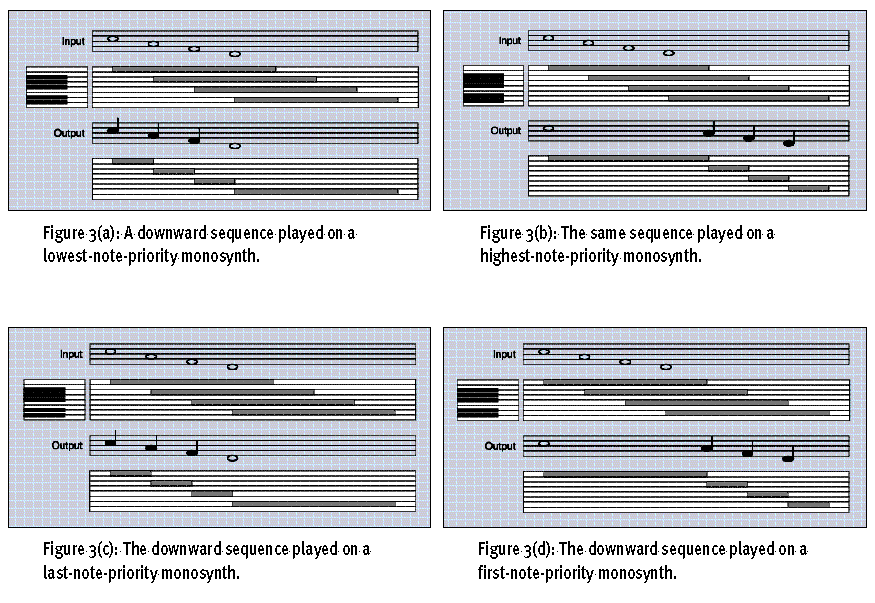 Input
Output
Figure 3(a): A downward sequence played on a
lowest-note-priority monosynth.
Input
Output
Figure 3(b): The same sequence played on a
highest-note-priority monosynth.
Input
Output
Figure 3(c): The downward sequence played on a
last-note-priority monosynth.
Input
Output
Figure 3(d): The downward sequence played on a
first-note-priority monosynth.